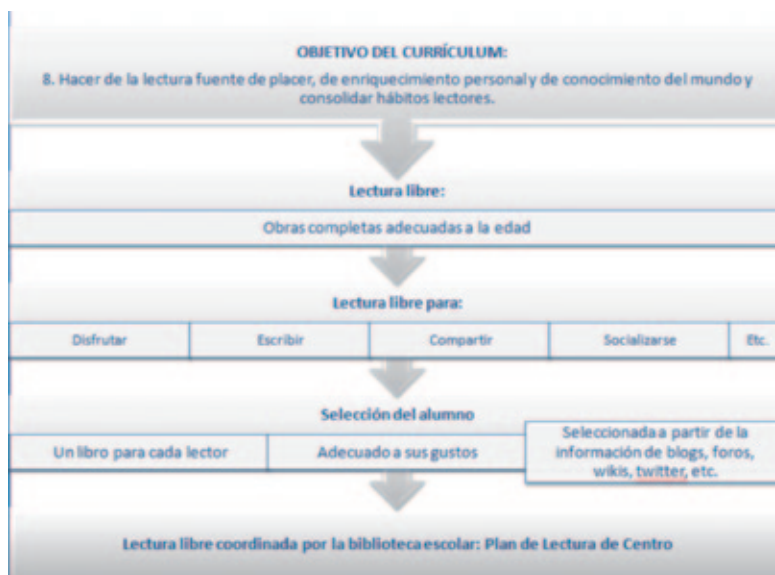 OBJETIVO DEL CURRÍCULUM:
8. Hacer de la lectura fuente de placer, de enriquecimiento personal y de conocimiento del mundo y
consolidar hábitos lectores.
Lectura libre:
Obras completas adecuadas a la edad
Lectura libre para:
Disfrutar
Escribir
Compartir
Socializarse
Etc.
Selección del alumno
Un libro para cada lector
Adecuado a sus gustos
Seleccionada a partir de la
información de blogs, foros,
wikis, twitter, etc.
Lectura libre coordinada por la biblioteca escolar: Plan de Lectura de Centro